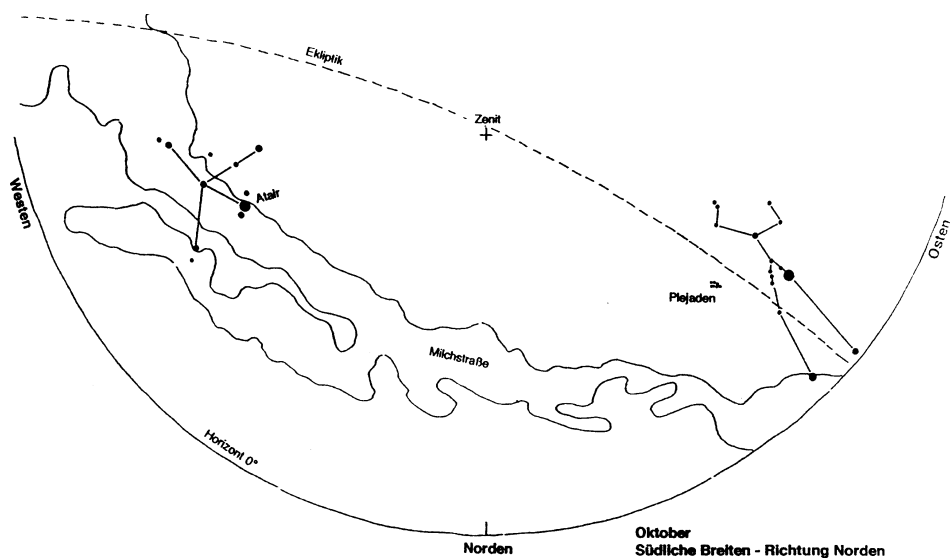 Ekliptik
Zenit
Westen
Atair
Osten
Plejaden
Milchstraße
Horizont 0°
Norden
Oktober
Südliche Breiten - Richtung Norden